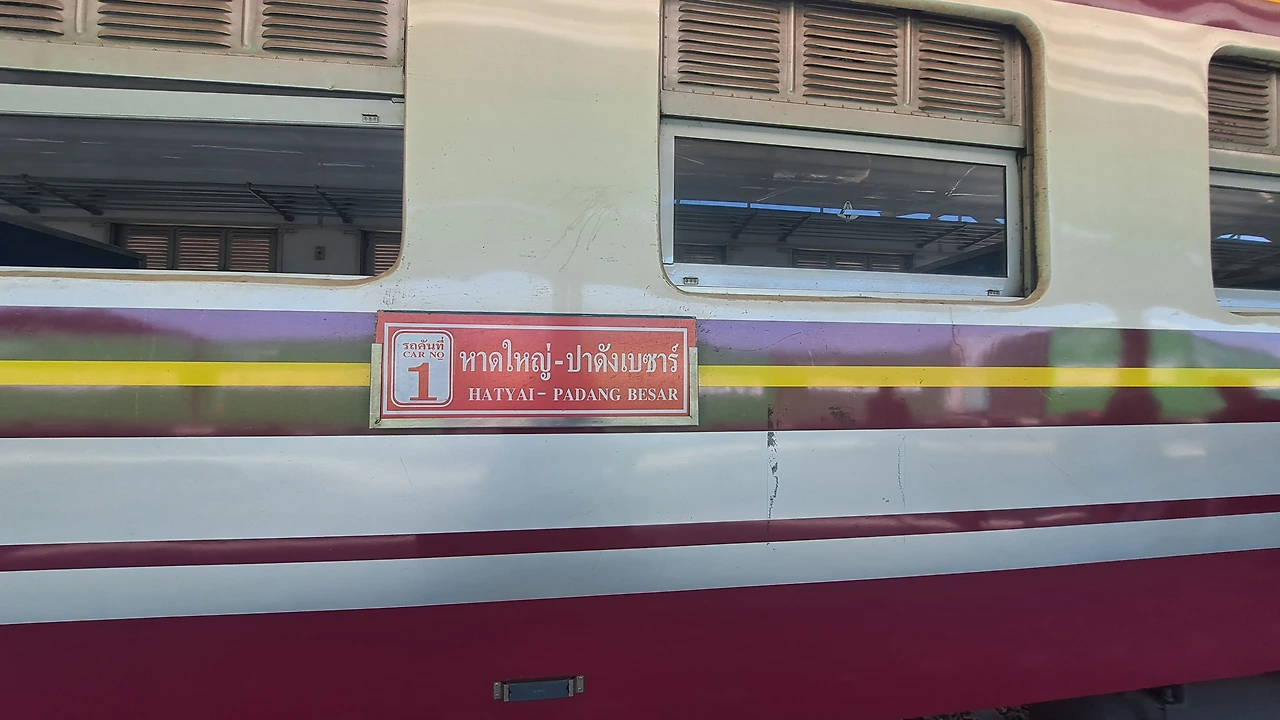 รถคันที่
CAR NO
1
หาดใหญ่-ปาดังเบซาร์
HATYAI- PADANG BESAR